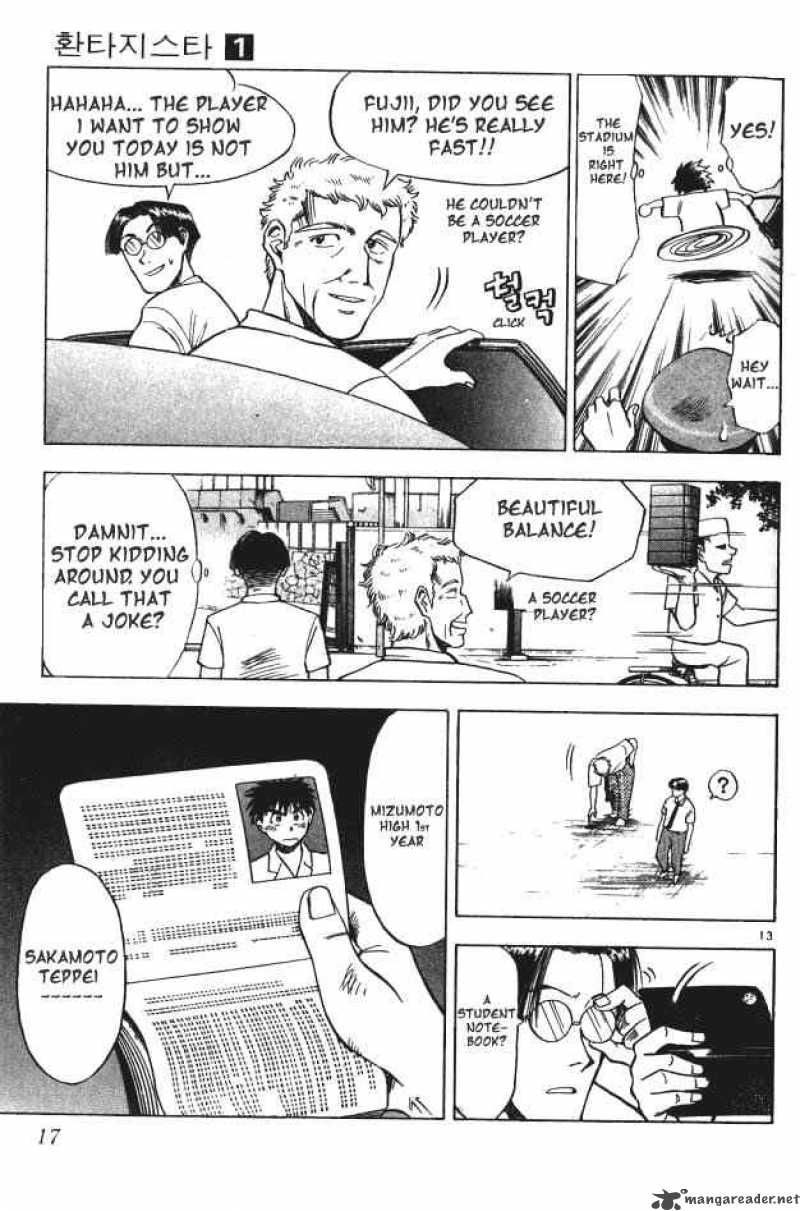 환타지스타 1
YES!
THE
STADIUM
IS
RIGHT
HERE!
HEY
WAIT...
FUJII, DID YOU SEE
HIM? HE'S REALLY
FAST!!
HE COULDN'T
BE A SOCCER
PLAYER?
HAHAHA... THE PLAYER
I WANT TO SHOW
YOU TODAY IS NOT
HIM BUT...
철컥
CLICK
BEAUTIFUL
BALANCE!
A SOCCER
PLAYER?
DAMNIT...
STOP KIDDING
AROUND. YOU
CALL THAT
A JOKE?
?
13
A
STUDENT
NOTE-
BOOK?
MIZUMOTO
HIGH 1ST
YEAR
SAKAMOTO
TEPPEI
------
17
mangareader.net